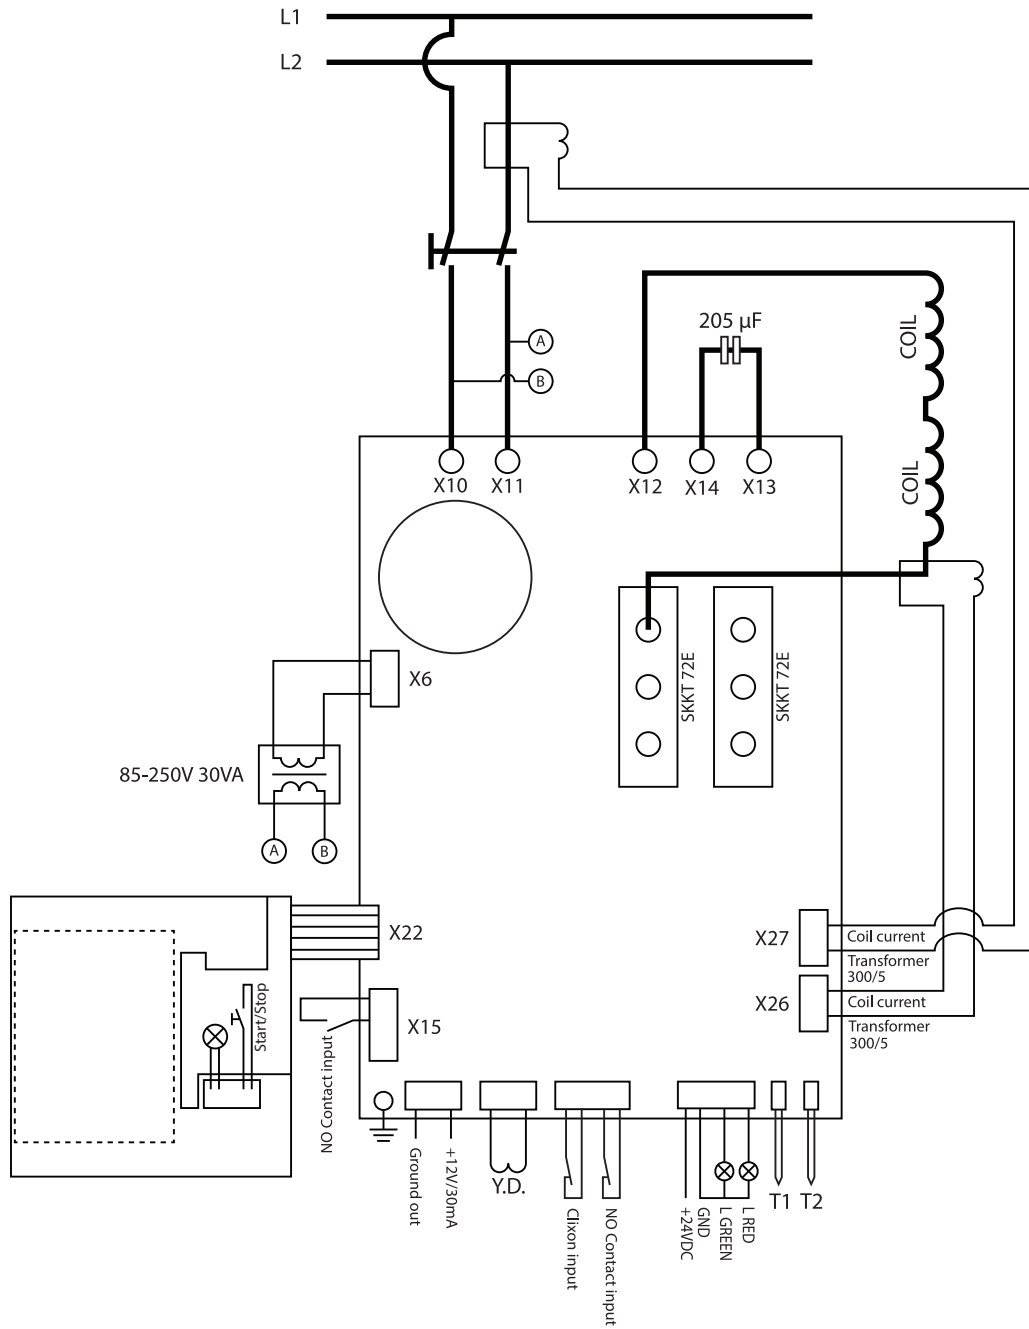 L1
L2
205 µF
COIL
A
B
COIL
X10
X11
X12
X14
X13
SKKT 72E
SKKT 72E
X6
85-250V 30VA
A
B
X22
X27
Coil current
Transformer
300/5
X26
Coil current
Transformer
300/5
Start/Stop
X15
NO Contact input
Ground out
+12V/30mA
Y.D.
Clixon input
NO Contact input
+24VDC
GND
L GREEN
L RED
T1
T2